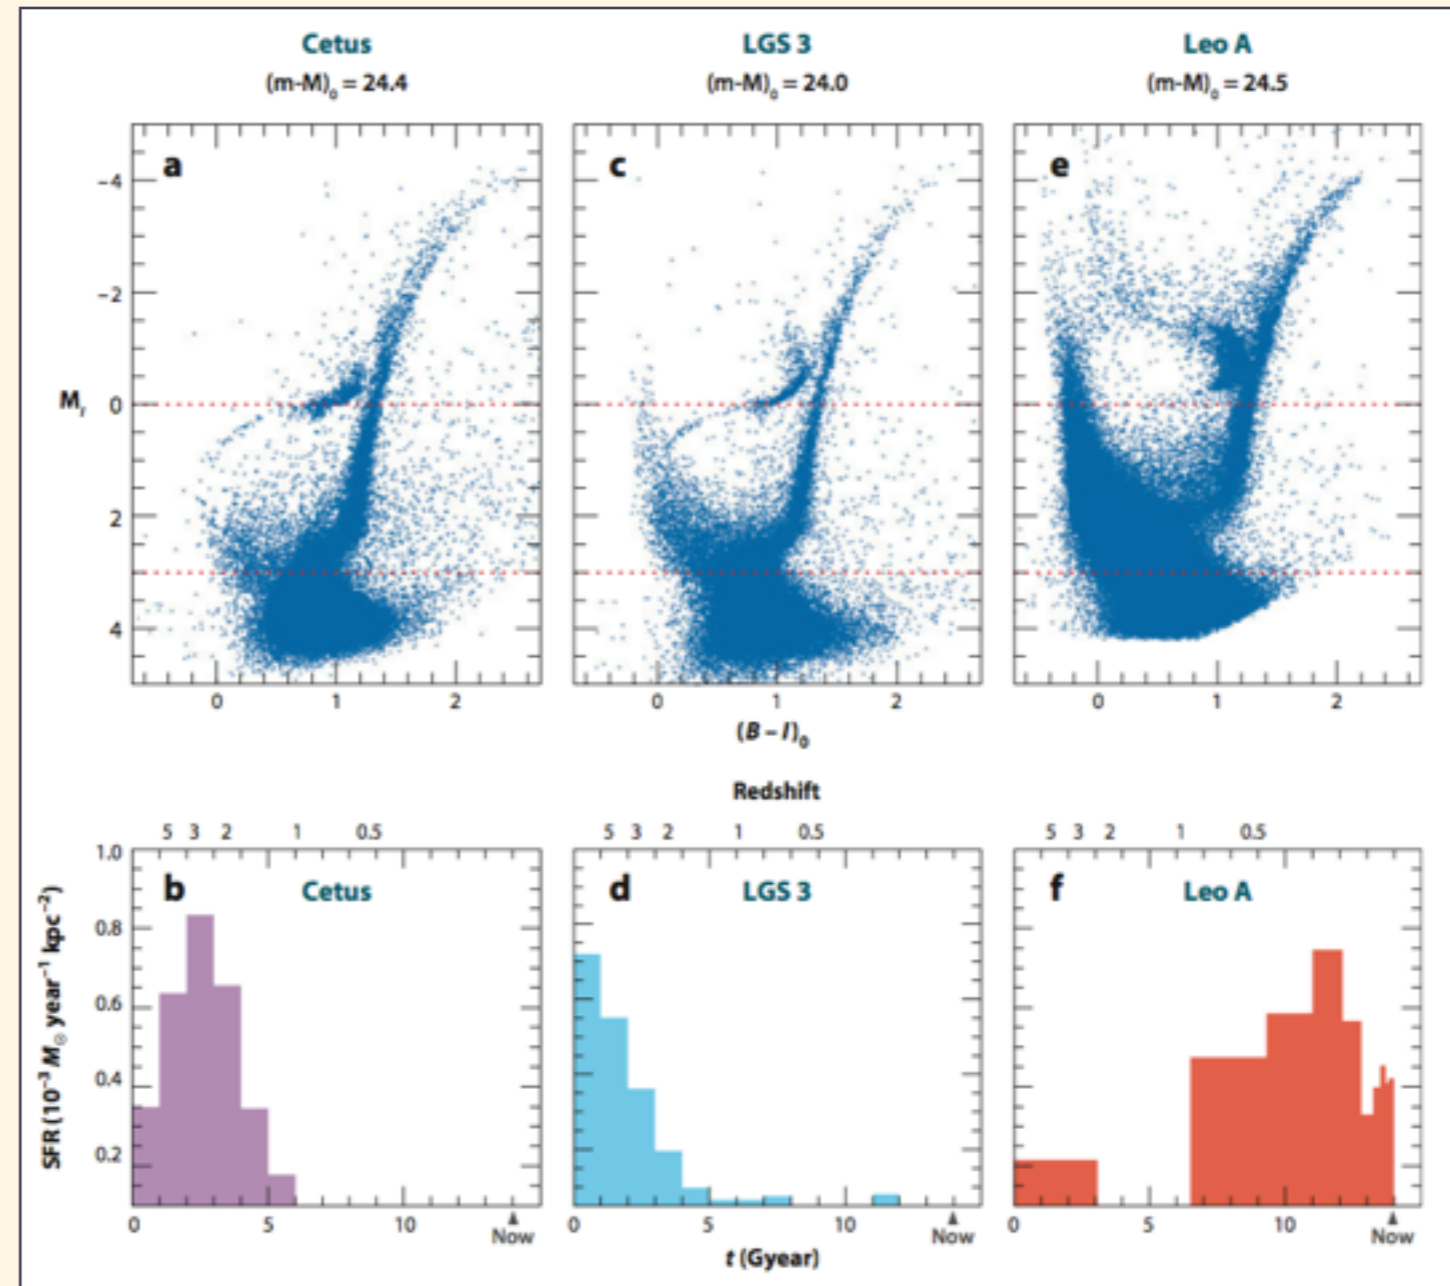 Cetus LGS 3 Leo A
(m-M)₀ = 24.4 (m-M)₀ = 24.0 (m-M)₀ = 24.5
a c e
−4
−2
0
2
4
M_I
0 1 2 0 1 2 0 1 2
(B – I)₀
Redshift
5 3 2 1 0.5 5 3 2 1 0.5 5 3 2 1 0.5
b Cetus d LGS 3 f Leo A
1.0
0.8
0.6
0.4
0.2
SFR (10⁻³ M☉ year⁻¹ kpc⁻²)
0 5 10 0 5 10 0 5 10
Now Now Now
t (Gyear)